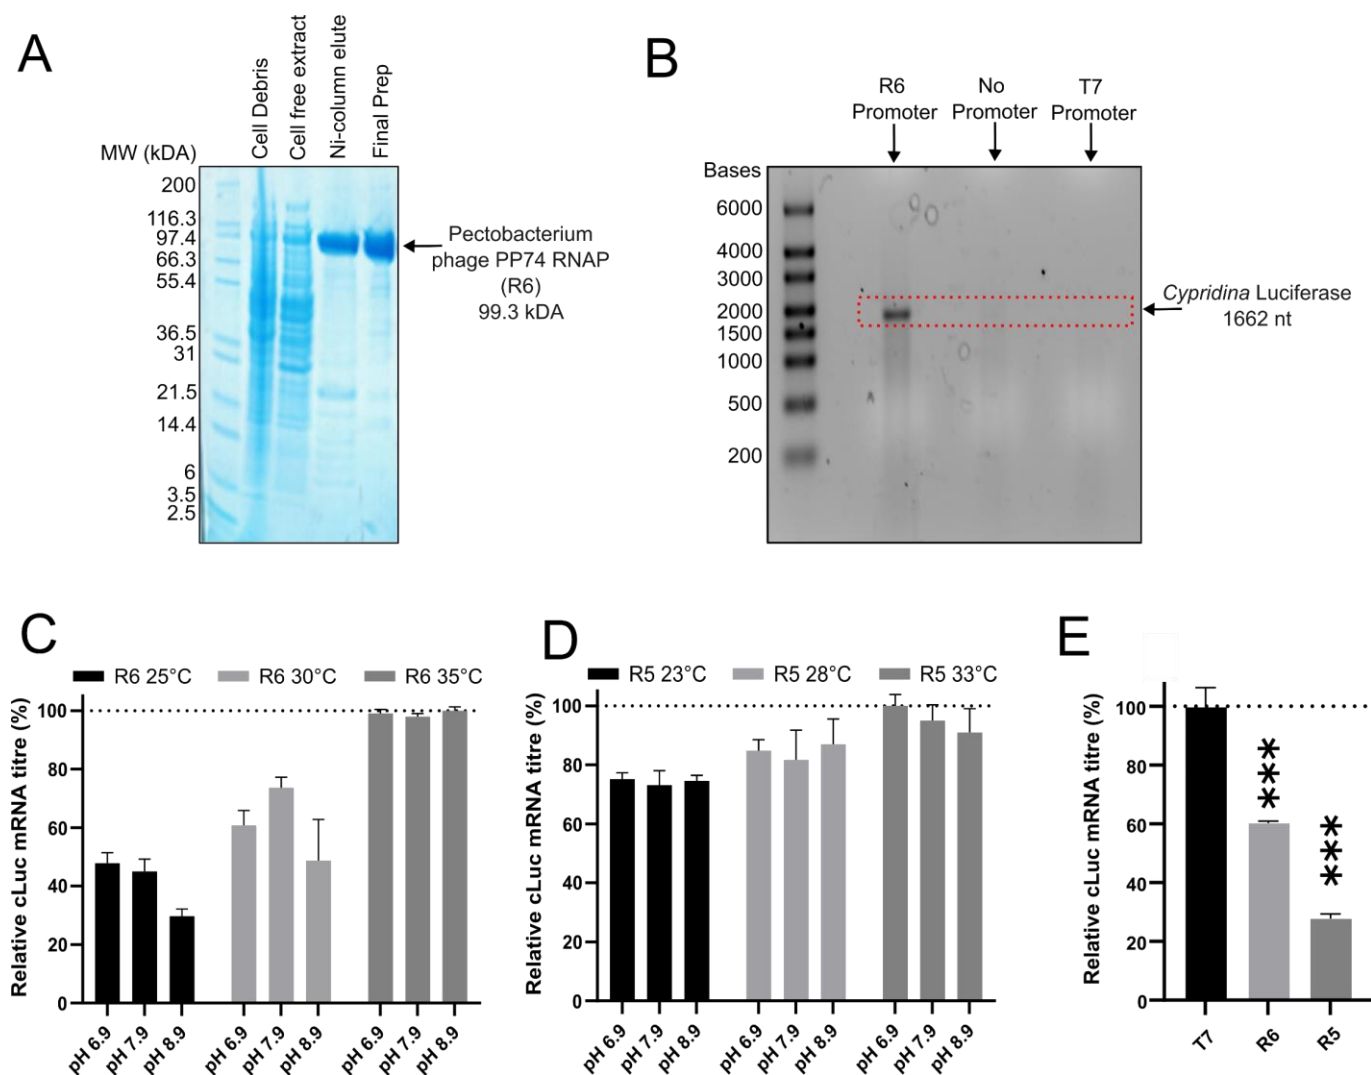 A
Cell Debris
Cell free extract
Ni-column elute
Final Prep
MW (kDA)
200
116.3
97.4
66.3
55.4
36.5
31
21.5
14.4
6
3.5
2.5
Pectobacterium
phage PP74 RNAP
(R6)
99.3 kDA
B
R6
Promoter
No
Promoter
T7
Promoter
Bases
6000
4000
3000
2000
1500
1000
500
200
Cypridina Luciferase
1662 nt
C
R6 25°C
R6 30°C
R6 35°C
Relative cLuc mRNA titre (%)
100
80
60
40
20
0
pH 6.9
pH 7.9
pH 8.9
pH 6.9
pH 7.9
pH 8.9
pH 6.9
pH 7.9
pH 8.9
D
R5 23°C
R5 28°C
R5 33°C
Relative cLuc mRNA titre (%)
100
80
60
40
20
0
pH 6.9
pH 7.9
pH 8.9
pH 6.9
pH 7.9
pH 8.9
pH 6.9
pH 7.9
pH 8.9
E
Relative cLuc mRNA titre (%)
100
80
60
40
20
0
***
***
T7
R6
R5